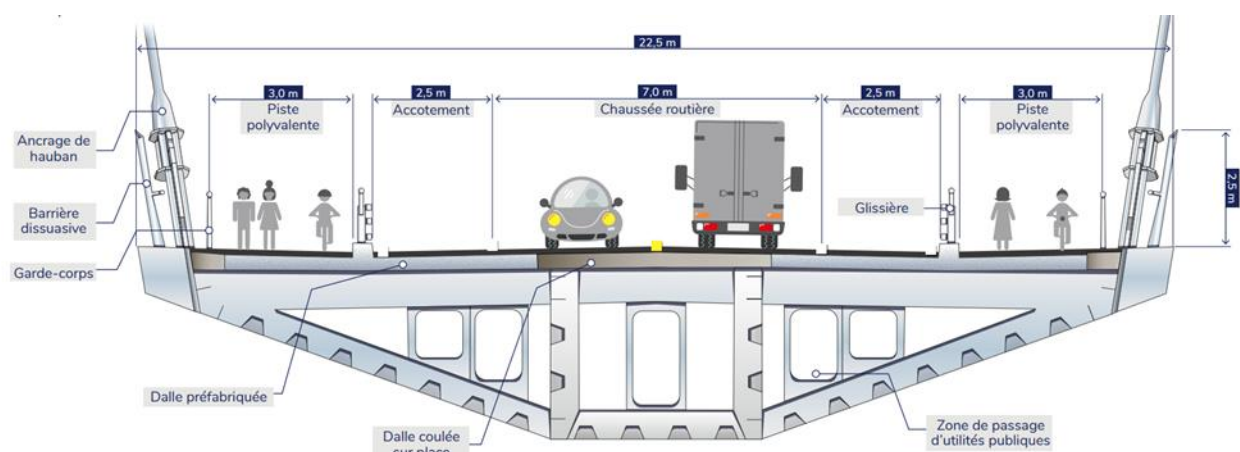 22,5 m
3,0 m
Piste
polyvalente
2,5 m
Accotement
7,0 m
Chaussée routière
2,5 m
Accotement
3,0 m
Piste
polyvalente
Ancrage de
hauban
Barrière
dissuasive
Garde-corps
Glissière
2,5 m
Dalle préfabriquée
Dalle coulée
sur place
Zone de passage
d'utilités publiques